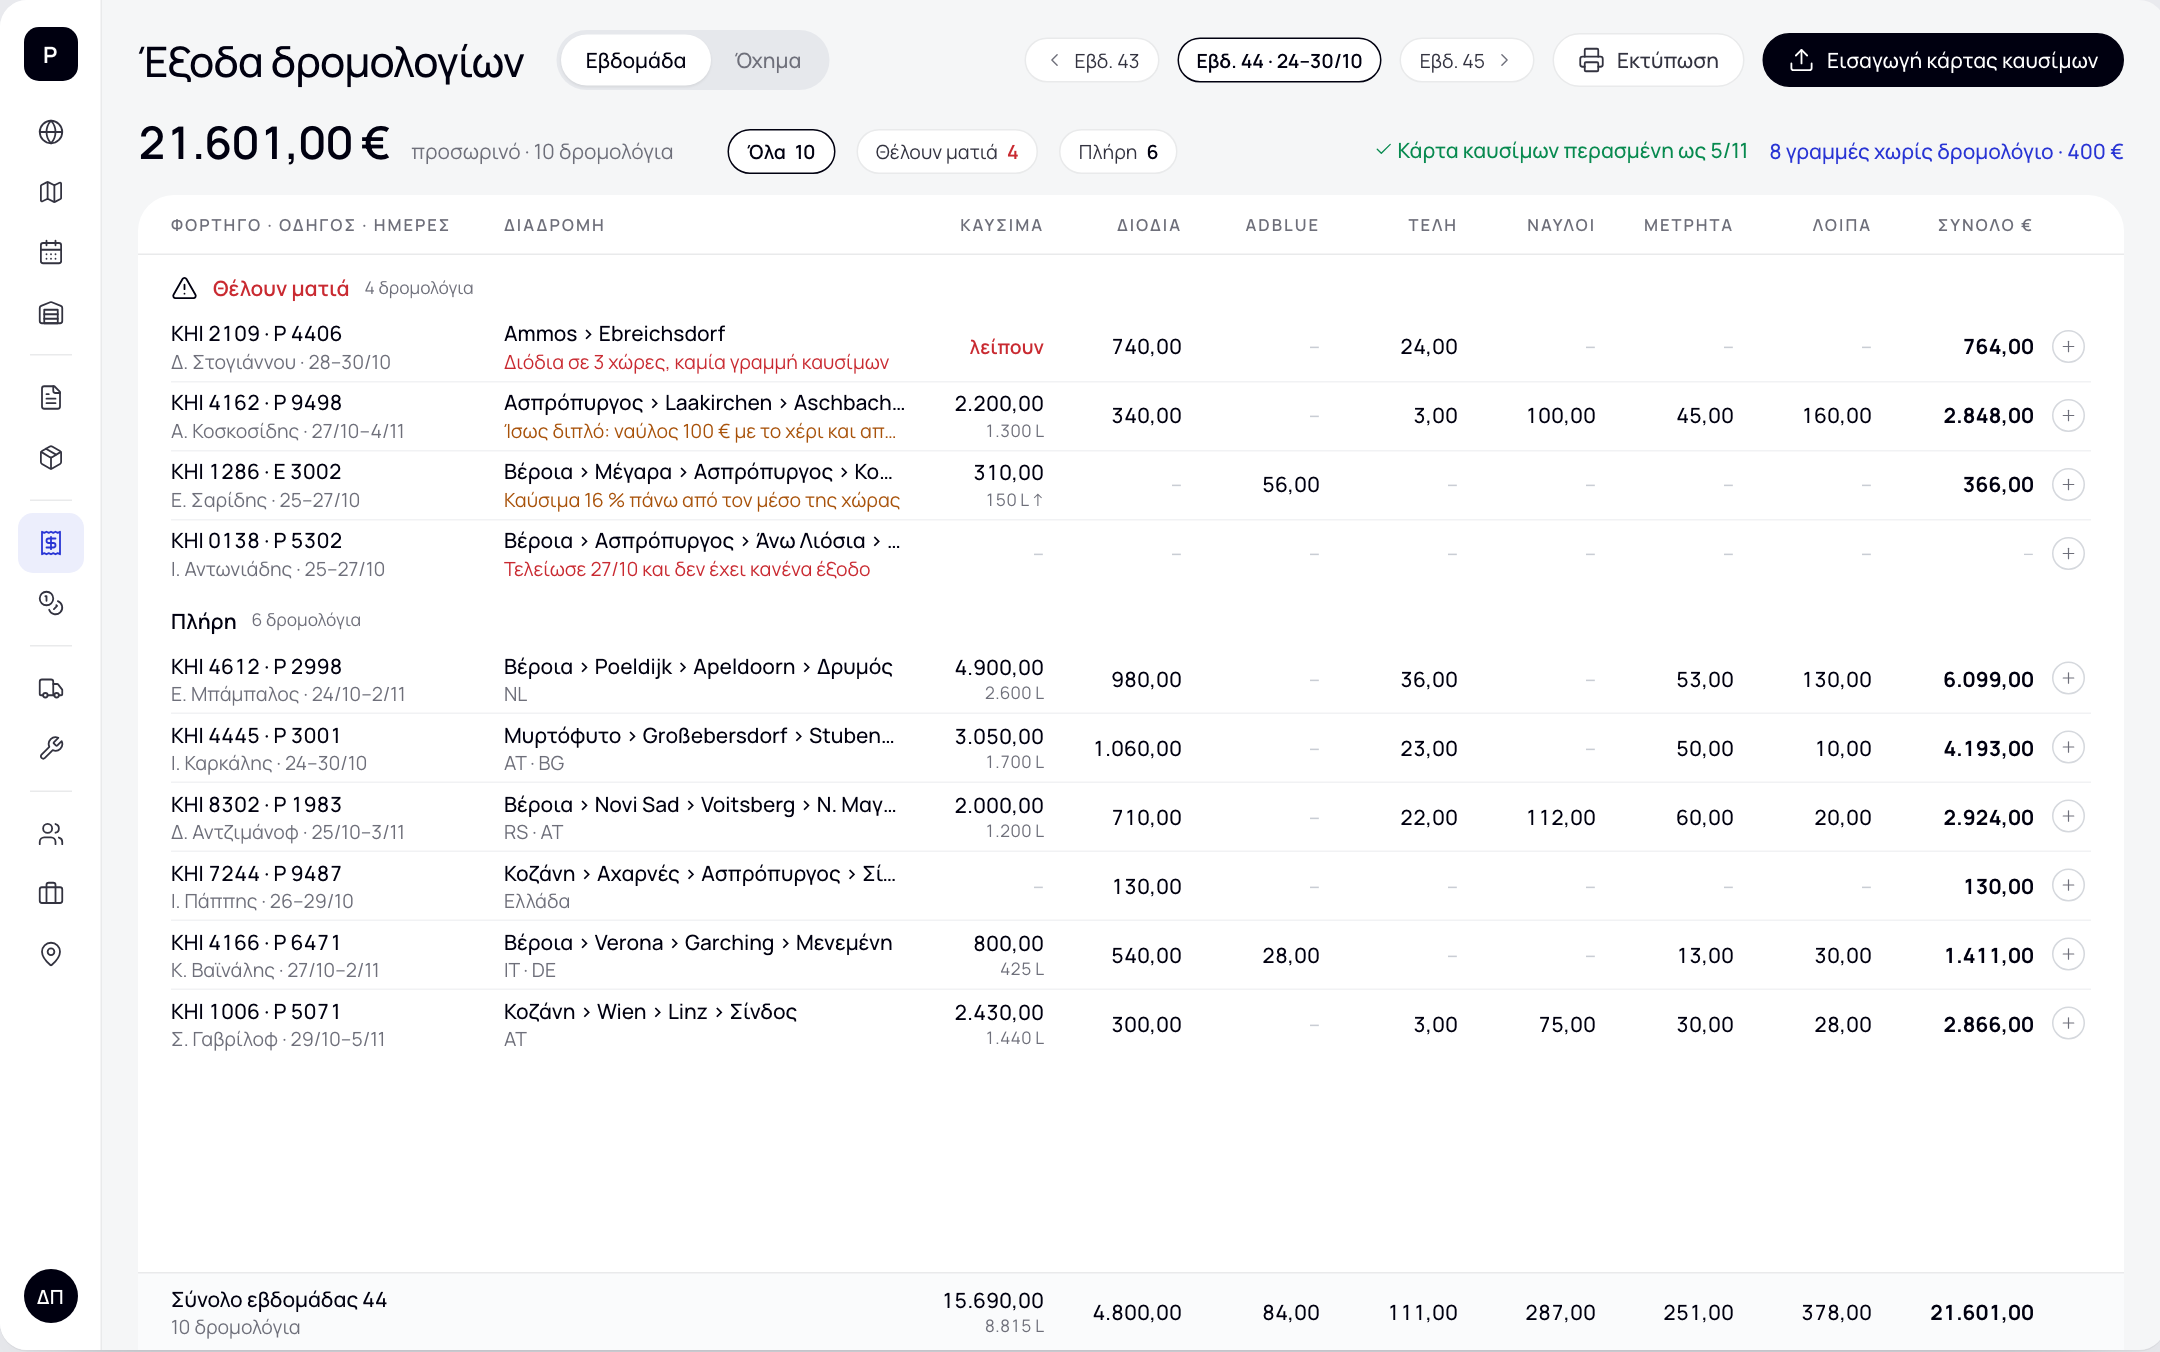 P
Έξοδα δρομολογίων
Εβδομάδα Όχημα
Εβδ. 43
Εβδ. 44 · 24–30/10
Εβδ. 45
Εκτύπωση
Εισαγωγή κάρτας καυσίμων
21.601,00 € προσωρινό · 10 δρομολόγια
Όλα 10
Θέλουν ματιά 4
Πλήρη 6
Κάρτα καυσίμων περασμένη ως 5/11
8 γραμμές χωρίς δρομολόγιο · 400 €
ΦΟΡΤΗΓΟ · ΟΔΗΓΟΣ · ΗΜΕΡΕΣ ΔΙΑΔΡΟΜΗ ΚΑΥΣΙΜΑ ΔΙΟΔΙΑ ADBLUE ΤΕΛΗ ΝΑΥΛΟΙ ΜΕΤΡΗΤΑ ΛΟΙΠΑ ΣΥΝΟΛΟ €
Θέλουν ματιά 4 δρομολόγια
ΚΗΙ 2109 · Ρ 4406 Ammos › Ebreichsdorf λείπουν 740,00 – 24,00 – – – 764,00
Δ. Στογιάννου · 28–30/10 Διόδια σε 3 χώρες, καμία γραμμή καυσίμων
ΚΗΙ 4162 · Ρ 9498 Ασπρόπυργος › Laakirchen › Aschbach… 2.200,00 340,00 – 3,00 100,00 45,00 160,00 2.848,00
Α. Κοσκοσίδης · 27/10–4/11 Ίσως διπλό: ναύλος 100 € με το χέρι και απ… 1.300 L
ΚΗΙ 1286 · Ε 3002 Βέροια › Μέγαρα › Ασπρόπυργος › Κο… 310,00 – 56,00 – – – – 366,00
Ε. Σαρίδης · 25–27/10 Καύσιμα 16 % πάνω από τον μέσο της χώρας 150 L ↑
ΚΗΙ 0138 · Ρ 5302 Βέροια › Ασπρόπυργος › Άνω Λιόσια › … – – – – – – – –
Ι. Αντωνιάδης · 25–27/10 Τελείωσε 27/10 και δεν έχει κανένα έξοδο
Πλήρη 6 δρομολόγια
ΚΗΙ 4612 · Ρ 2998 Βέροια › Poeldijk › Apeldoorn › Δρυμός 4.900,00 980,00 – 36,00 – 53,00 130,00 6.099,00
Ε. Μπάμπαλος · 24/10–2/11 NL 2.600 L
ΚΗΙ 4445 · Ρ 3001 Μυρτόφυτο › Großebersdorf › Stuben… 3.050,00 1.060,00 – 23,00 – 50,00 10,00 4.193,00
Ι. Καρκάλης · 24–30/10 AT · BG 1.700 L
ΚΗΙ 8302 · Ρ 1983 Βέροια › Novi Sad › Voitsberg › Ν. Μαγ… 2.000,00 710,00 – 22,00 112,00 60,00 20,00 2.924,00
Δ. Αντζιμάνοφ · 25/10–3/11 RS · AT 1.200 L
ΚΗΙ 7244 · Ρ 9487 Κοζάνη › Αχαρνές › Ασπρόπυργος › Σί… – 130,00 – – – – – 130,00
Ι. Πάππης · 26–29/10 Ελλάδα
ΚΗΙ 4166 · Ρ 6471 Βέροια › Verona › Garching › Μενεμένη 800,00 540,00 28,00 – – 13,00 30,00 1.411,00
Κ. Βαϊνάλης · 27/10–2/11 IT · DE 425 L
ΚΗΙ 1006 · Ρ 5071 Κοζάνη › Wien › Linz › Σίνδος 2.430,00 300,00 – 3,00 75,00 30,00 28,00 2.866,00
Σ. Γαβρίλοφ · 29/10–5/11 AT 1.440 L
Σύνολο εβδομάδας 44 15.690,00 4.800,00 84,00 111,00 287,00 251,00 378,00 21.601,00
10 δρομολόγια 8.815 L
ΔΠ